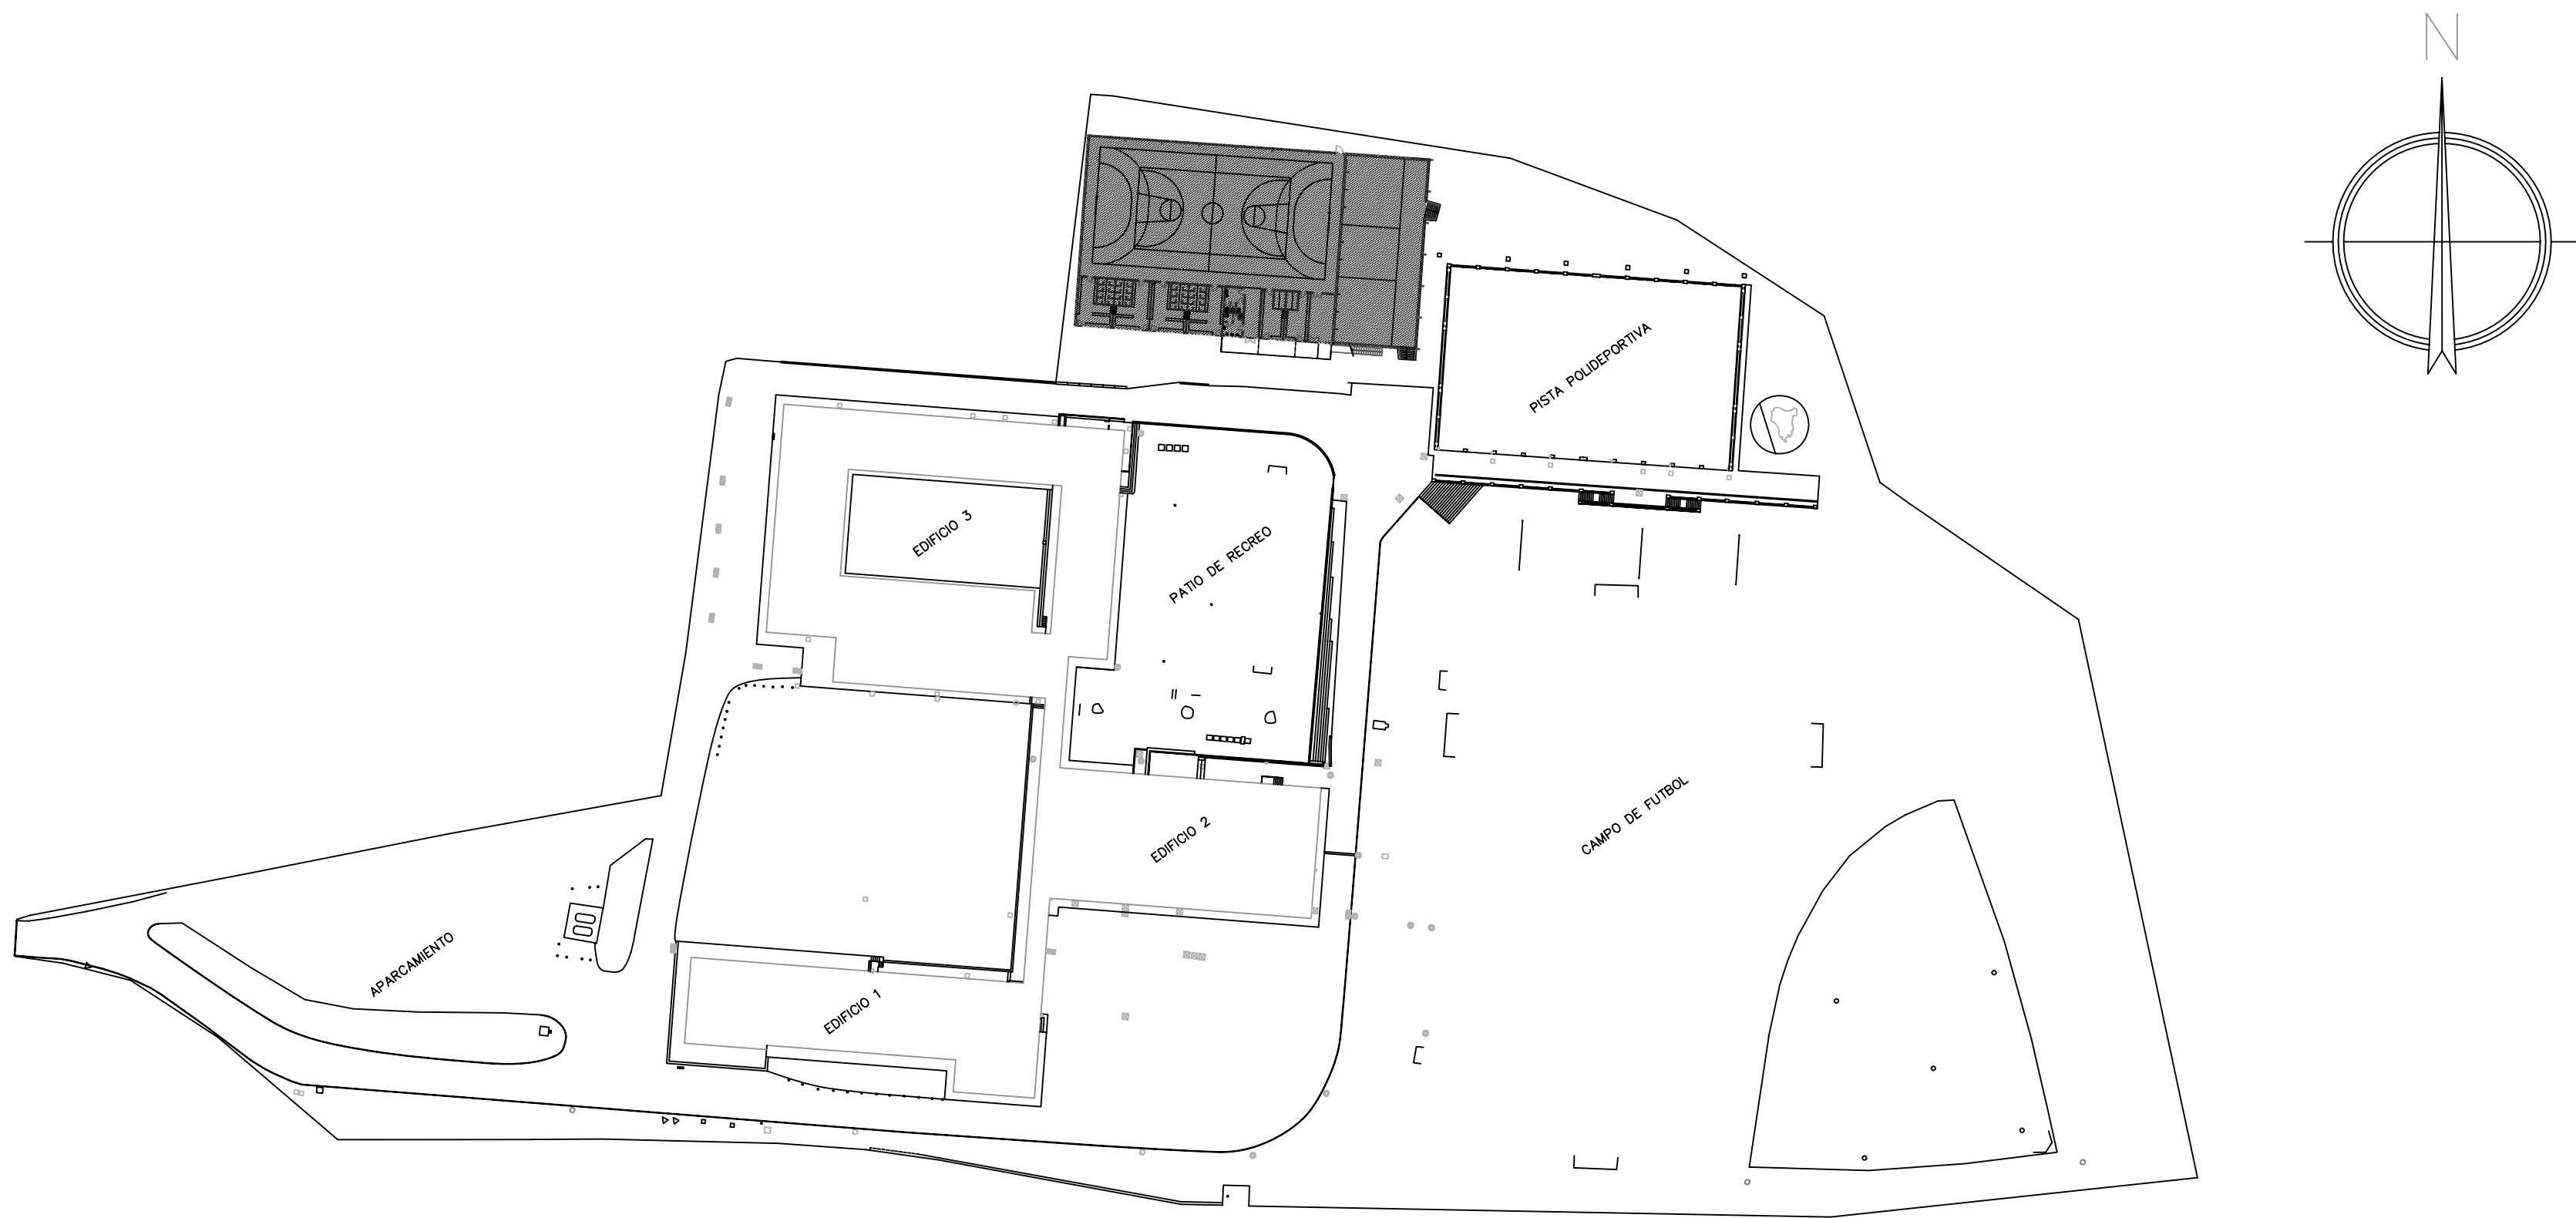 N
PISTA POLIDEPORTIVA
EDIFICIO 3
PATIO DE RECREO
EDIFICIO 2
CAMPO DE FUTBOL
APARCAMIENTO
EDIFICIO 1